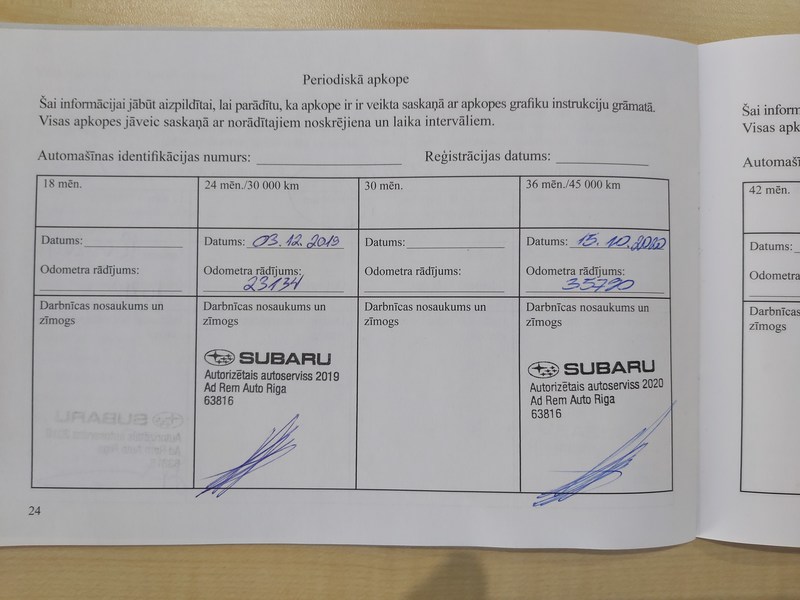 Periodiskā apkope
Šai informācijai jābūt aizpildītai, lai parādītu, ka apkope ir ir veikta saskaņā ar apkopes grafiku instrukciju grāmatā.
Visas apkopes jāveic saskaņā ar norādītajiem noskrējiena un laika intervāliem.
Automašīnas identifikācijas numurs:
Reģistrācijas datums:
18 mēn.
24 mēn./30 000 km
30 mēn.
36 mēn./45 000 km
Datums:
Datums: 03.12.2019
Datums:
Datums: 15.10.2020
Odometra rādījums:
Odometra rādījums:
23134
Odometra rādījums:
Odometra rādījums:
35790
Darbnīcas nosaukums un
zīmogs
Darbnīcas nosaukums un
zīmogs
SUBARU
Autorizētais autoserviss 2019
Ad Rem Auto Riga
63816
Darbnīcas nosaukums un
zīmogs
Darbnīcas nosaukums un
zīmogs
SUBARU
Autorizētais autoserviss 2020
Ad Rem Auto Riga
63816
24
Šai inform
Visas apk
Automaši
42 mēn.
Datums:
Odometra
Darbnīcas
zīmogs